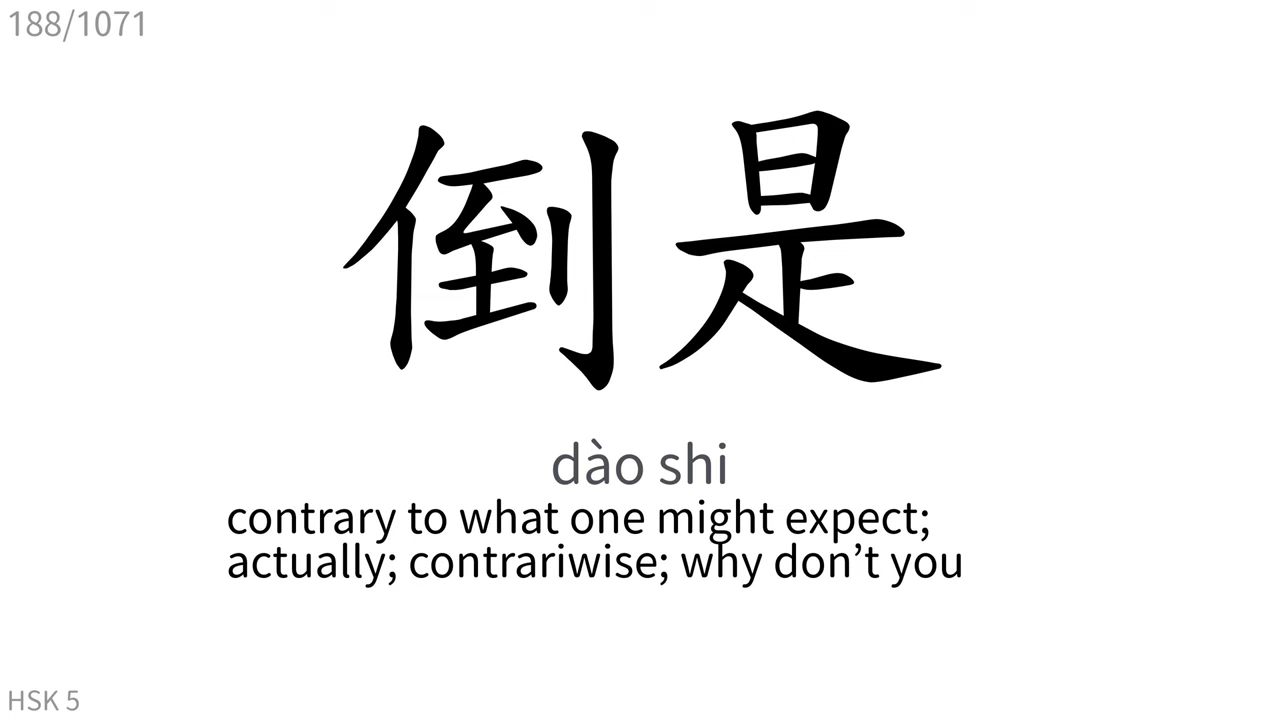 188/1071
倒是
dào shi
contrary to what one might expect;
actually; contrariwise; why don’t you
HSK 5